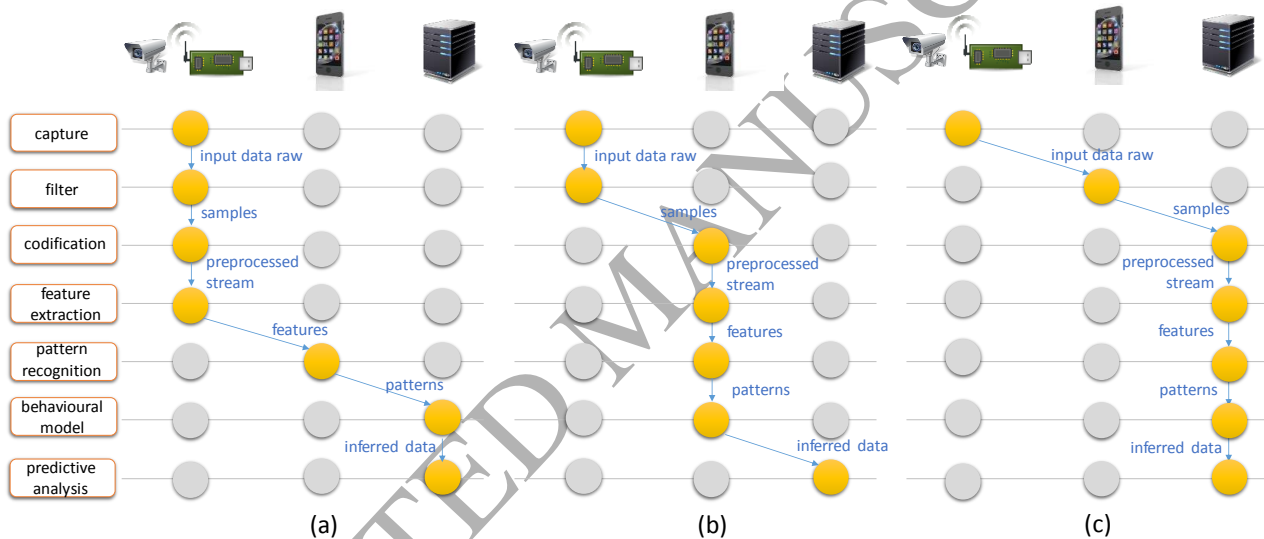 capture
filter
codification
feature
extraction
pattern
recognition
behavioural
model
predictive
analysis
input data raw
samples
preprocessed
stream
features
patterns
inferred data
(a)
input data raw
samples
preprocessed
stream
features
patterns
inferred data
(b)
input data raw
samples
preprocessed
stream
features
patterns
inferred data
(c)
TED MANUSC